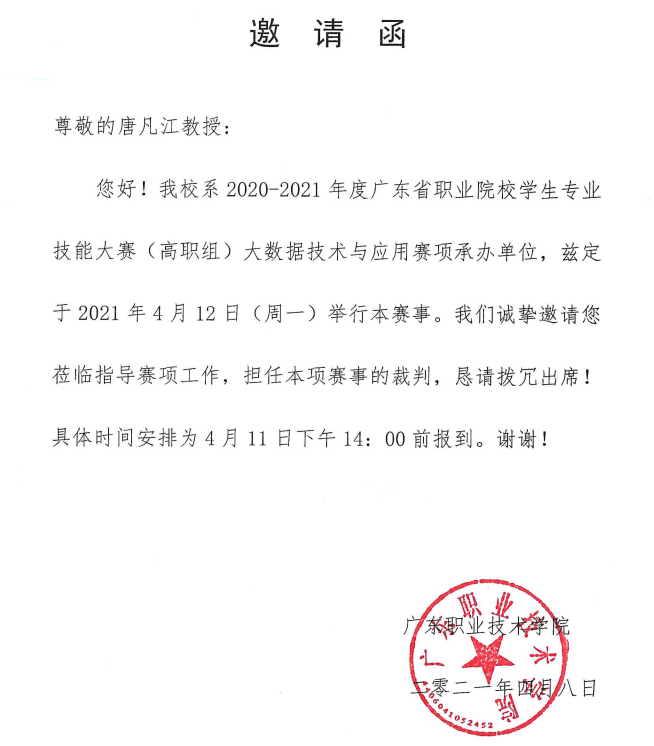 邀 请 函
尊敬的唐凡江教授：
您好！我校系 2020-2021 年度广东省职业院校学生专业
技能大赛（高职组）大数据技术与应用赛项承办单位，兹定
于 2021 年 4 月 12 日（周一）举行本赛事。我们诚挚邀请您
莅临指导赛项工作，担任本项赛事的裁判，恳请拨冗出席！
具体时间安排为 4 月 11 日下午 14：00 前报到。谢谢！
广东职业技术学院
二零二一年四月八日
广东职业技术学院
4406041052452